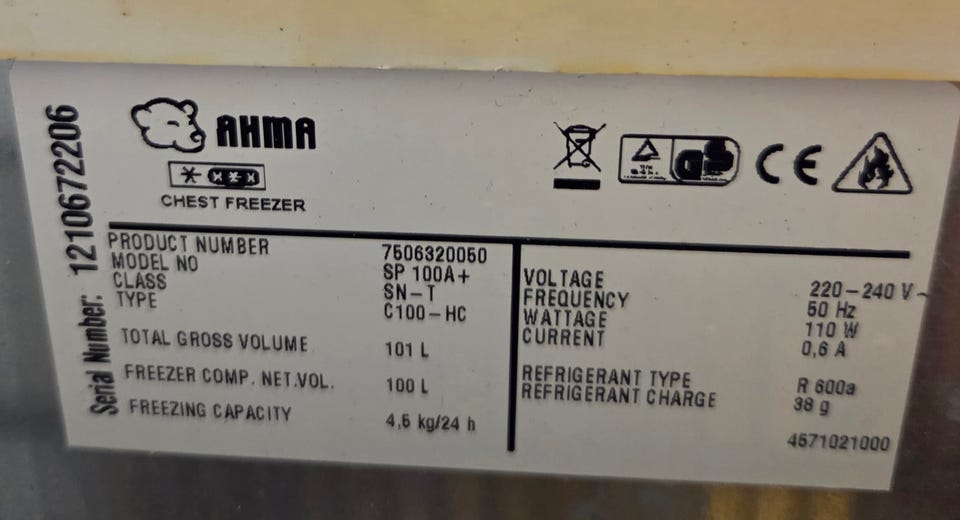 Serial Number: 1210672206
AHMA
CHEST FREEZER
CE
PRODUCT NUMBER 7506320050
MODEL NO SP 100A+
CLASS SN-T
TYPE C100-HC
TOTAL GROSS VOLUME 101 L
FREEZER COMP. NET.VOL. 100 L
FREEZING CAPACITY 4,5 kg/24 h
VOLTAGE 220-240 V~
FREQUENCY 50 Hz
WATTAGE 110 W
CURRENT 0,6 A
REFRIGERANT TYPE R 600a
REFRIGERANT CHARGE 38 g
4571021000